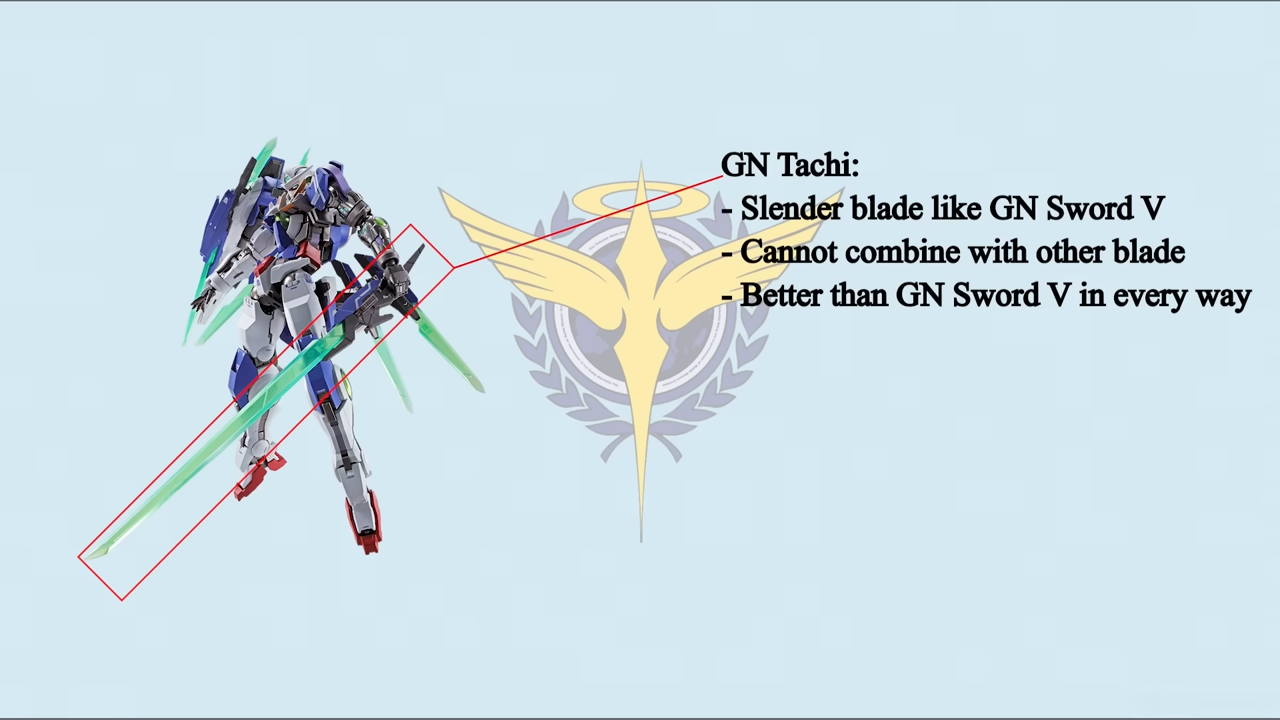 GN Tachi:
- Slender blade like GN Sword V
- Cannot combine with other blade
- Better than GN Sword V in every way